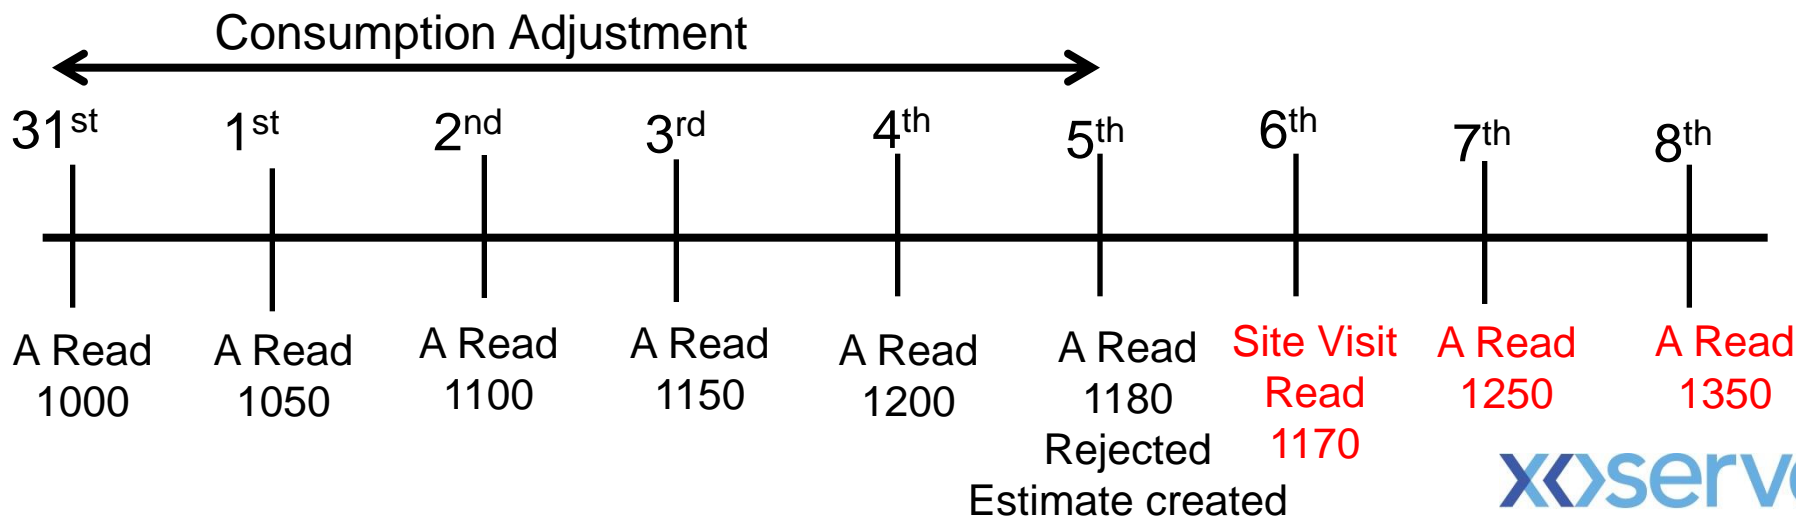 Consumption Adjustment
31st 1st 2nd 3rd 4th 5th 6th 7th 8th
A Read A Read A Read A Read A Read A Read Site Visit A Read A Read
1000 1050 1100 1150 1200 1180 Read 1250 1350
Rejected 1170
Estimate created
xoserve